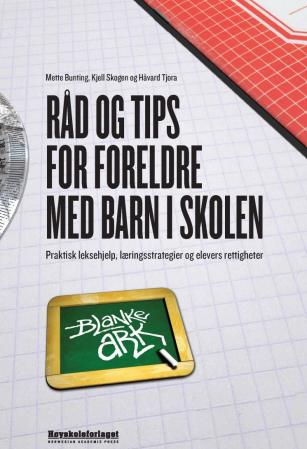 Mette Bunting, Kjell Skogen og Håvard Tjora
RÅD OG TIPS
FOR FORELDRE
MED BARN I SKOLEN
Praktisk leksehjelp, læringsstrategier og elevers rettigheter
BLANKE
ARK
Høyskoleforlaget
NORWEGIAN ACADEMIC PRESS